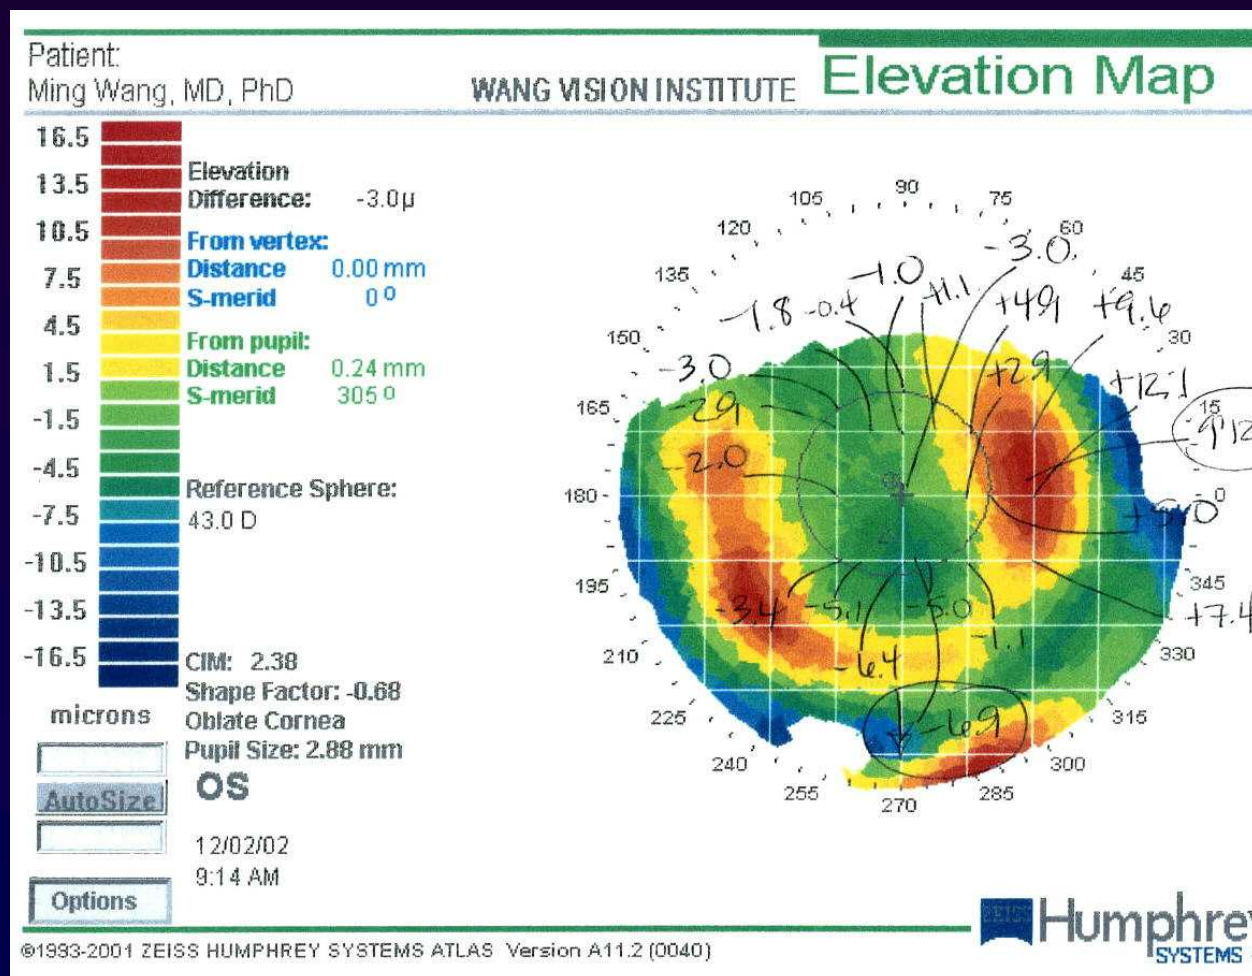 Patient:
Ming Wang, MD, PhD
WANG VISION INSTITUTE
Elevation Map
16.5
13.5
10.5
7.5
4.5
1.5
-1.5
-4.5
-7.5
-10.5
-13.5
-16.5
microns
AutoSize
Options
Elevation
Difference: -3.0µ
From vertex:
Distance 0.00 mm
S-merid 0°
From pupil:
Distance 0.24 mm
S-merid 305°
Reference Sphere:
43.0 D
CIM: 2.38
Shape Factor: -0.68
Oblate Cornea
Pupil Size: 2.88 mm
OS
12/02/02
9:14 AM
105 90 75
120 60
135 45
150 30
165 15
180 0
195 345
210 330
225 315
240 300
255 270 285
-3.0
-1.0
-1.8 -0.4 +1.1 +4.9 +9.6
-3.0 +2.9 +12.1
-2.9
-2.0
+5.0
-3.4 -5.1 -5.0 +7.4
-6.4 -1.1
-6.9
ZEISS Humphrey
SYSTEMS
©1993-2001 ZEISS HUMPHREY SYSTEMS ATLAS Version A11.2 (0040)